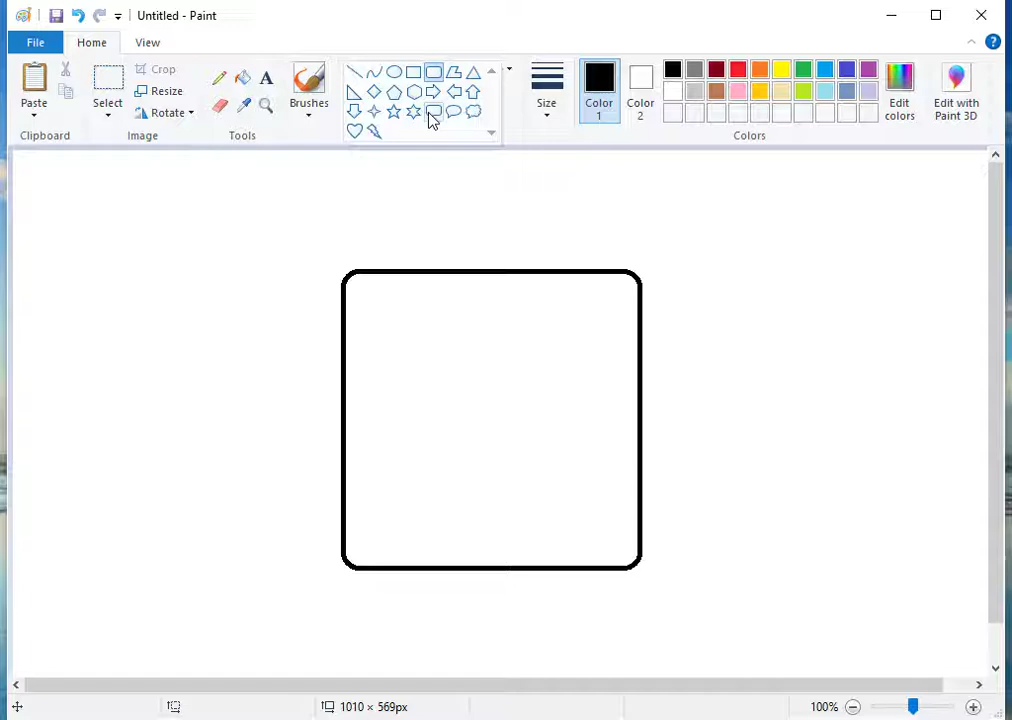 Untitled - Paint
File Home View
Paste
Clipboard
Select
Crop
Resize
Rotate
Image
Tools
Brushes
Size
Color 1
Color 2
Edit colors
Colors
Edit with Paint 3D
1010 × 569px
100%